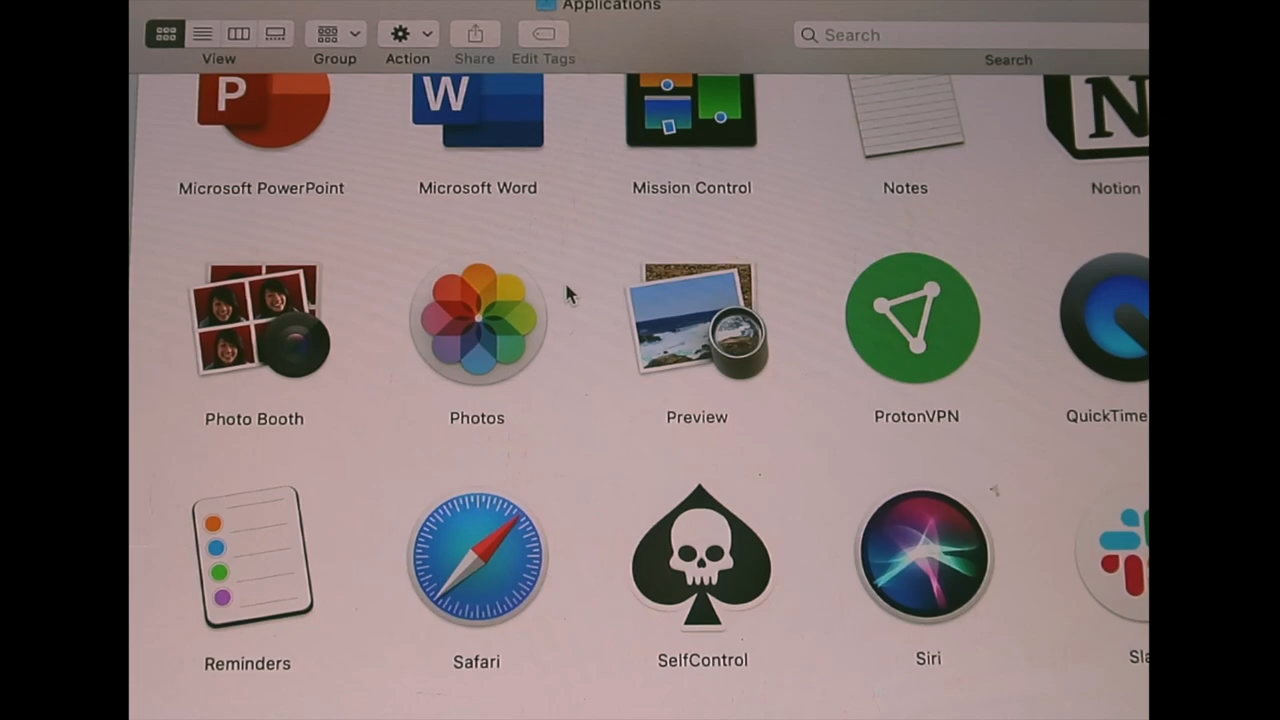 Applications
Search
View Group Action Share Edit Tags Search
P W N
Microsoft PowerPoint Microsoft Word Mission Control Notes Notion
Photo Booth Photos Preview ProtonVPN QuickTime
Reminders Safari SelfControl Siri Sla